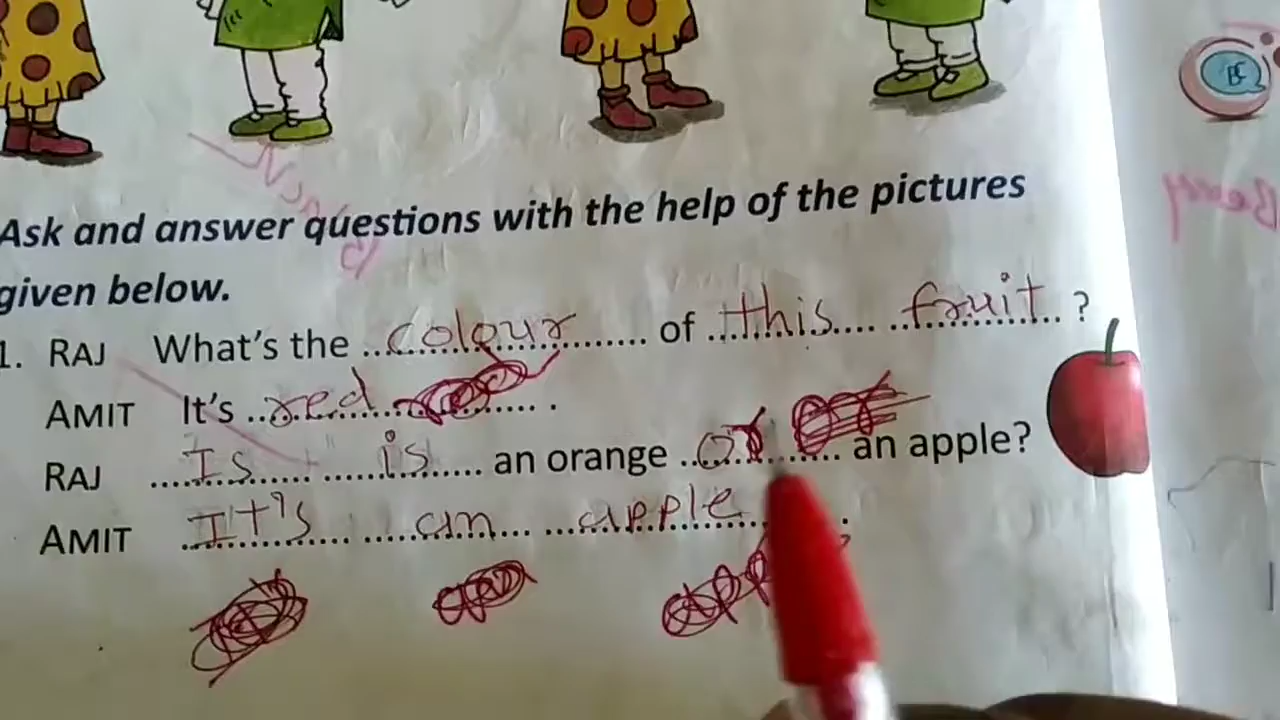 Ask and answer questions with the help of the pictures
given below.
1. RAJ What's the colour of this fruit ?
AMIT It's red .
RAJ Is is an orange or an apple?
AMIT It's an apple .